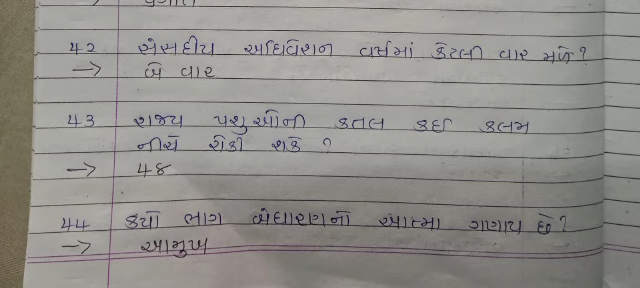 42 સંસદીય અધિવેશન વર્ષમાં કેટલી વાર મળે?
→ બે વાર
43 રાજ્ય પશુઓની કતલ કઇ કલમ
નીચે રોકી શકે ?
→ 48
44 કયો ભાગ બંધારણનો આત્મા ગણાય છે?
→ આમુખ